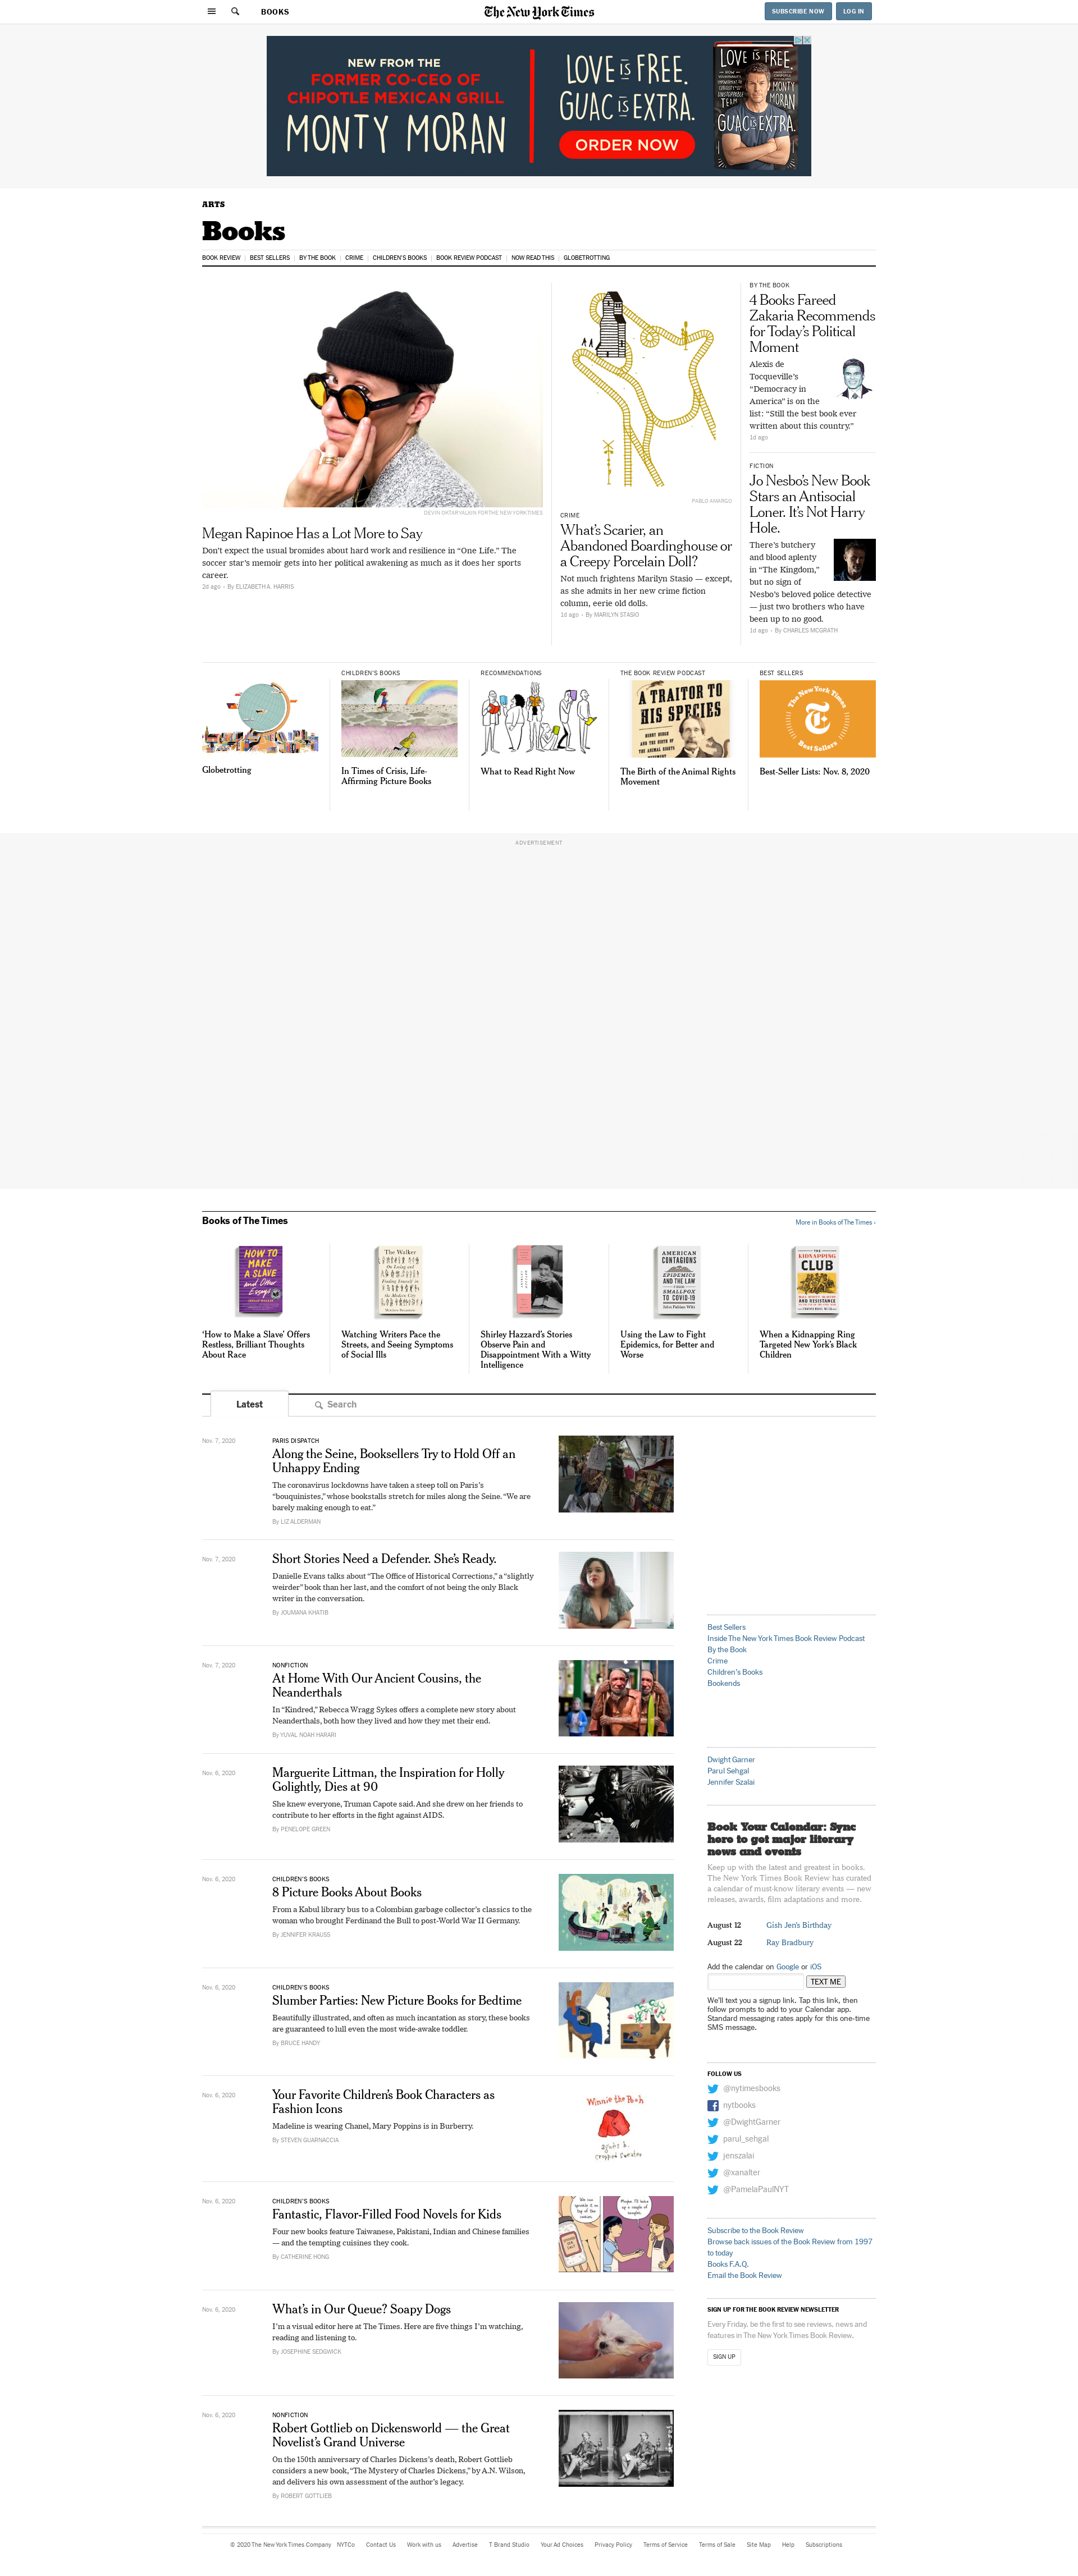 BOOKS
The New York Times
SUBSCRIBE NOW
LOG IN
NEW FROM THE
FORMER CO-CEO OF
CHIPOTLE MEXICAN GRILL
MONTY MORAN
LOVE IS FREE.
GUAC IS EXTRA.
ORDER NOW
LOVE IS FREE.
MONTY MORAN
GUAC IS EXTRA.
ARTS
Books
BOOK REVIEW
BEST SELLERS
BY THE BOOK
CRIME
CHILDREN'S BOOKS
BOOK REVIEW PODCAST
NOW READ THIS
GLOBETROTTING
DEVIN OKTAR YALKIN FOR THE NEW YORK TIMES
Megan Rapinoe Has a Lot More to Say
Don't expect the usual bromides about hard work and resilience in “One Life.” The
soccer star's memoir gets into her political awakening as much as it does her sports
career.
2d ago · By ELIZABETH A. HARRIS
PABLO AMARGO
CRIME
What's Scarier, an
Abandoned Boardinghouse or
a Creepy Porcelain Doll?
Not much frightens Marilyn Stasio — except,
as she admits in her new crime fiction
column, eerie old dolls.
1d ago · By MARILYN STASIO
BY THE BOOK
4 Books Fareed
Zakaria Recommends
for Today's Political
Moment
Alexis de
Tocqueville's
“Democracy in
America” is on the
list: “Still the best book ever
written about this country.”
1d ago
FICTION
Jo Nesbo's New Book
Stars an Antisocial
Loner. It's Not Harry
Hole.
There's butchery
and blood aplenty
in “The Kingdom,”
but no sign of
Nesbo's beloved police detective
— just two brothers who have
been up to no good.
1d ago · By CHARLES MCGRATH
Globetrotting
CHILDREN'S BOOKS
In Times of Crisis, Life-
Affirming Picture Books
RECOMMENDATIONS
What to Read Right Now
THE BOOK REVIEW PODCAST
A TRAITOR TO
HIS SPECIES
The Birth of the Animal Rights
Movement
BEST SELLERS
The New York Times
Best Sellers
Best-Seller Lists: Nov. 8, 2020
ADVERTISEMENT
Books of The Times
More in Books of The Times ›
HOW TO
MAKE A
SLAVE
and Other
Essays
‘How to Make a Slave' Offers
Restless, Brilliant Thoughts
About Race
The Walker
On Losing and
Finding Yourself in
the Modern City
Watching Writers Pace the
Streets, and Seeing Symptoms
of Social Ills
Shirley Hazzard's Stories
Observe Pain and
Disappointment With a Witty
Intelligence
AMERICAN
CONTAGIONS
EPIDEMICS
AND THE LAW
SMALLPOX
TO COVID-19
Using the Law to Fight
Epidemics, for Better and
Worse
THE
KIDNAPPING
CLUB
When a Kidnapping Ring
Targeted New York's Black
Children
Latest
Search
Nov. 7, 2020
PARIS DISPATCH
Along the Seine, Booksellers Try to Hold Off an
Unhappy Ending
The coronavirus lockdowns have taken a steep toll on Paris's
“bouquinistes,” whose bookstalls stretch for miles along the Seine. “We are
barely making enough to eat.”
By LIZ ALDERMAN
Nov. 7, 2020
Short Stories Need a Defender. She's Ready.
Danielle Evans talks about “The Office of Historical Corrections,” a “slightly
weirder” book than her last, and the comfort of not being the only Black
writer in the conversation.
By JOUMANA KHATIB
Nov. 7, 2020
NONFICTION
At Home With Our Ancient Cousins, the
Neanderthals
In “Kindred,” Rebecca Wragg Sykes offers a complete new story about
Neanderthals, both how they lived and how they met their end.
By YUVAL NOAH HARARI
Nov. 6, 2020
Marguerite Littman, the Inspiration for Holly
Golightly, Dies at 90
She knew everyone, Truman Capote said. And she drew on her friends to
contribute to her efforts in the fight against AIDS.
By PENELOPE GREEN
Nov. 6, 2020
CHILDREN'S BOOKS
8 Picture Books About Books
From a Kabul library bus to a Colombian garbage collector's classics to the
woman who brought Ferdinand the Bull to post-World War II Germany.
By JENNIFER KRAUSS
Nov. 6, 2020
CHILDREN'S BOOKS
Slumber Parties: New Picture Books for Bedtime
Beautifully illustrated, and often as much incantation as story, these books
are guaranteed to lull even the most wide-awake toddler.
By BRUCE HANDY
Nov. 6, 2020
Your Favorite Children's Book Characters as
Fashion Icons
Madeline is wearing Chanel, Mary Poppins is in Burberry.
By STEVEN GUARNACCIA
Winnie the Pooh
agnès b.
Cropped Sweater
Nov. 6, 2020
CHILDREN'S BOOKS
Fantastic, Flavor-Filled Food Novels for Kids
Four new books feature Taiwanese, Pakistani, Indian and Chinese families
— and the tempting cuisines they cook.
By CATHERINE HONG
Nov. 6, 2020
What's in Our Queue? Soapy Dogs
I'm a visual editor here at The Times. Here are five things I'm watching,
reading and listening to.
By JOSEPHINE SEDGWICK
Nov. 6, 2020
NONFICTION
Robert Gottlieb on Dickensworld — the Great
Novelist's Grand Universe
On the 150th anniversary of Charles Dickens's death, Robert Gottlieb
considers a new book, “The Mystery of Charles Dickens,” by A.N. Wilson,
and delivers his own assessment of the author's legacy.
By ROBERT GOTTLIEB
Best Sellers
Inside The New York Times Book Review Podcast
By the Book
Crime
Children's Books
Bookends
Dwight Garner
Parul Sehgal
Jennifer Szalai
Book Your Calendar: Sync
here to get major literary
news and events
Keep up with the latest and greatest in books.
The New York Times Book Review has curated
a calendar of must-know literary events — new
releases, awards, film adaptations and more.
August 12
Gish Jen's Birthday
August 22
Ray Bradbury
Add the calendar on Google or iOS
TEXT ME
We'll text you a signup link. Tap this link, then
follow prompts to add to your Calendar app.
Standard messaging rates apply for this one-time
SMS message.
FOLLOW US
@nytimesbooks
nytbooks
@DwightGarner
parul_sehgal
jenszalai
@xanalter
@PamelaPaulNYT
Subscribe to the Book Review
Browse back issues of the Book Review from 1997
to today
Books F.A.Q.
Email the Book Review
SIGN UP FOR THE BOOK REVIEW NEWSLETTER
Every Friday, be the first to see reviews, news and
features in The New York Times Book Review.
SIGN UP
© 2020 The New York Times Company
NYTCo
Contact Us
Work with us
Advertise
T Brand Studio
Your Ad Choices
Privacy Policy
Terms of Service
Terms of Sale
Site Map
Help
Subscriptions